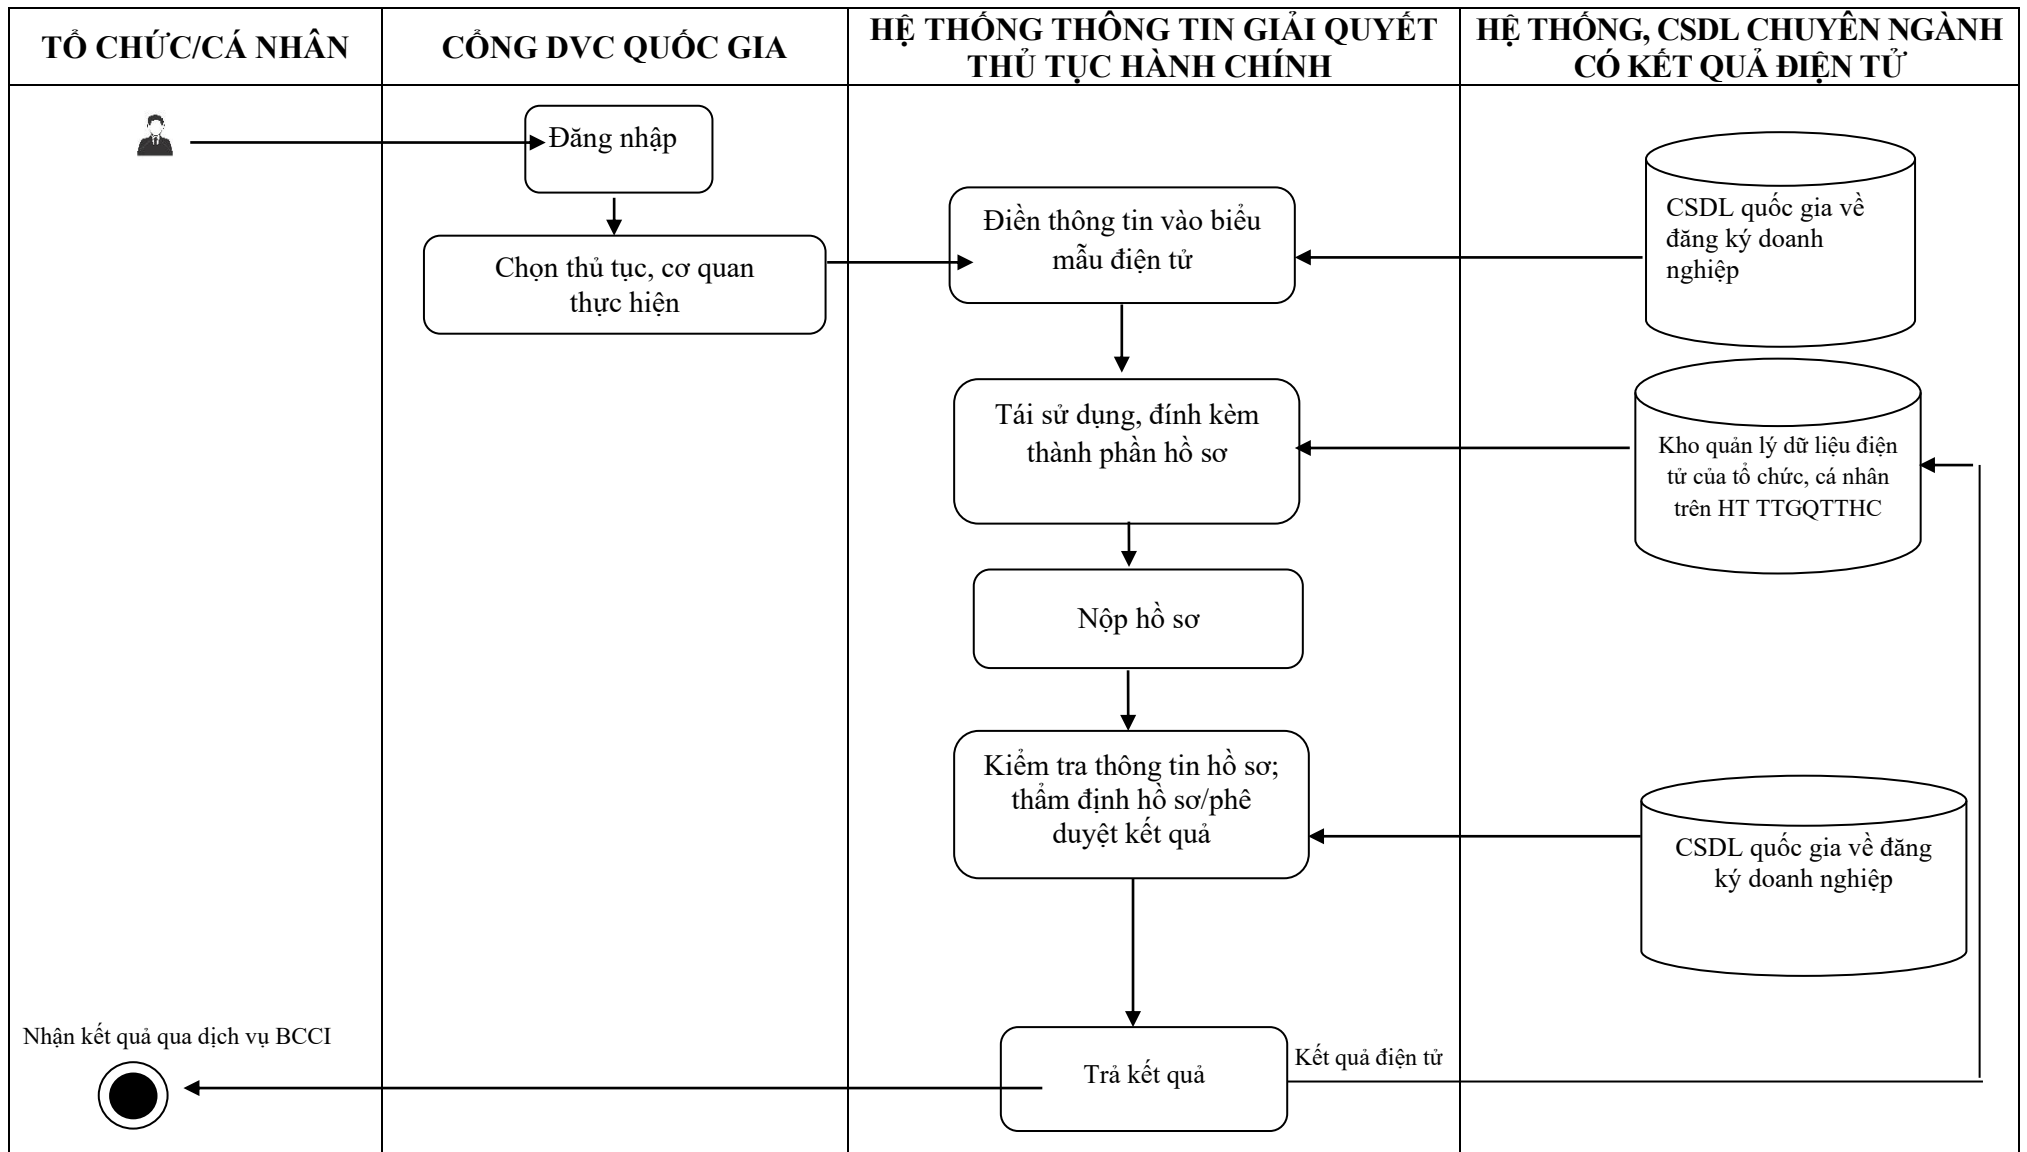 TỔ CHỨC/CÁ NHÂN
CỔNG DVC QUỐC GIA
HỆ THỐNG THÔNG TIN GIẢI QUYẾT
THỦ TỤC HÀNH CHÍNH
HỆ THỐNG, CSDL CHUYÊN NGÀNH
CÓ KẾT QUẢ ĐIỆN TỬ
Đăng nhập
Chọn thủ tục, cơ quan
thực hiện
Điền thông tin vào biểu
mẫu điện tử
CSDL quốc gia về
đăng ký doanh
nghiệp
Tái sử dụng, đính kèm
thành phần hồ sơ
Kho quản lý dữ liệu điện
tử của tổ chức, cá nhân
trên HT TTGQTTHC
Nộp hồ sơ
Kiểm tra thông tin hồ sơ;
thẩm định hồ sơ/phê
duyệt kết quả
CSDL quốc gia về đăng
ký doanh nghiệp
Nhận kết quả qua dịch vụ BCCI
Trả kết quả
Kết quả điện tử